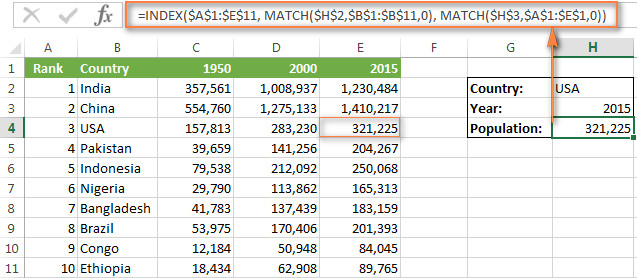 fx =INDEX($A$1:$E$11, MATCH($H$2,$B$1:$B$11,0), MATCH($H$3,$A$1:$E$1,0))
A B C D E F G H
1 Rank Country 1950 2000 2015
2 1 India 357,561 1,008,937 1,230,484 Country: USA
3 2 China 554,760 1,275,133 1,410,217 Year: 2015
4 3 USA 157,813 283,230 321,225 Population: 321,225
5 4 Pakistan 39,659 141,256 204,267
6 5 Indonesia 79,538 212,092 250,068
7 6 Nigeria 29,790 113,862 165,313
8 7 Bangladesh 41,783 137,439 183,159
9 8 Brazil 53,975 170,406 201,393
10 9 Congo 12,184 50,948 84,045
11 10 Ethiopia 18,434 62,908 89,765